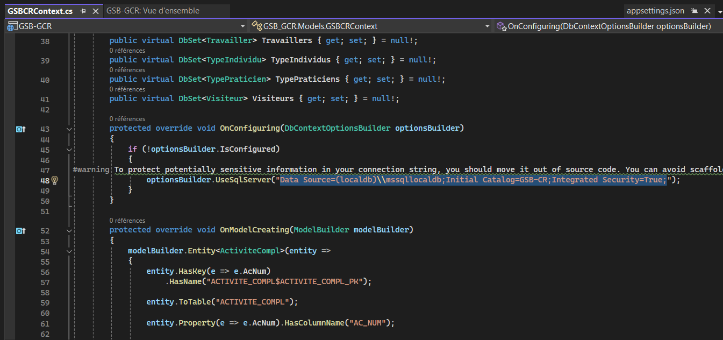 GSBCRContext.cs GSB-GCR: Vue d'ensemble appsettings.json
GSB-GCR GSB_GCR.Models.GSBCRContext OnConfiguring(DbContextOptionsBuilder optionsBuilder)
38 public virtual DbSet<Travailler> Travaillers { get; set; } = null!;
0 références
39 public virtual DbSet<TypeIndividu> TypeIndividus { get; set; } = null!;
0 références
40 public virtual DbSet<TypePraticien> TypePraticiens { get; set; } = null!;
0 références
41 public virtual DbSet<Visiteur> Visiteurs { get; set; } = null!;
42
0 références
43 protected override void OnConfiguring(DbContextOptionsBuilder optionsBuilder)
44 {
45 if (!optionsBuilder.IsConfigured)
46 {
47 #warning To protect potentially sensitive information in your connection string, you should move it out of source code. You can avoid scaffol
48 optionsBuilder.UseSqlServer("Data Source=(localdb)\\mssqllocaldb;Initial Catalog=GSB-CR;Integrated Security=True;");
49 }
50 }
51
0 références
52 protected override void OnModelCreating(ModelBuilder modelBuilder)
53 {
54 modelBuilder.Entity<ActiviteCompl>(entity =>
55 {
56 entity.HasKey(e => e.AcNum)
57 .HasName("ACTIVITE_COMPL$ACTIVITE_COMPL_PK");
58
59 entity.ToTable("ACTIVITE_COMPL");
60
61 entity.Property(e => e.AcNum).HasColumnName("AC_NUM");
62